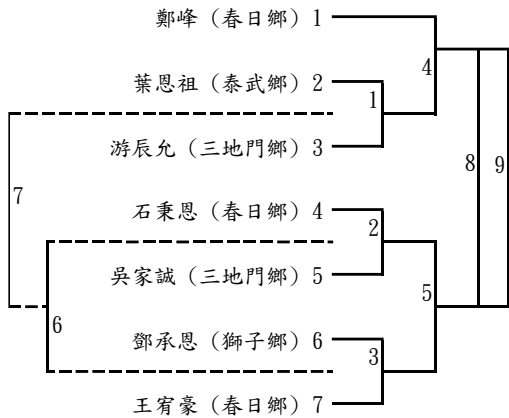 鄭峰 (春日鄉) 1
4
葉恩祖 (泰武鄉) 2
1
游辰允 (三地門鄉) 3
8
9
7
石秉恩 (春日鄉) 4
2
吳家誠 (三地門鄉) 5
5
6
鄧承恩 (獅子鄉) 6
3
王宥豪 (春日鄉) 7